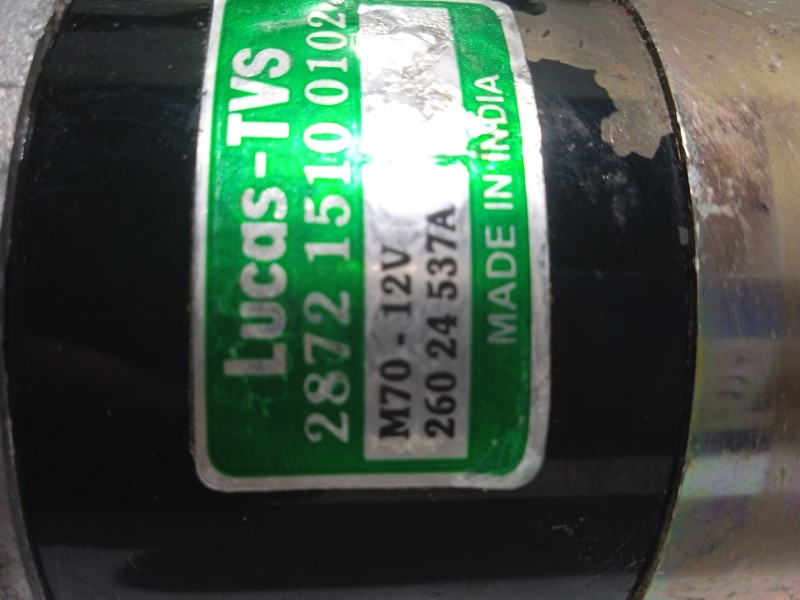 Lucas-TVS
2872 1510 0102
M70 - 12V
260 24 537A
MADE IN INDIA